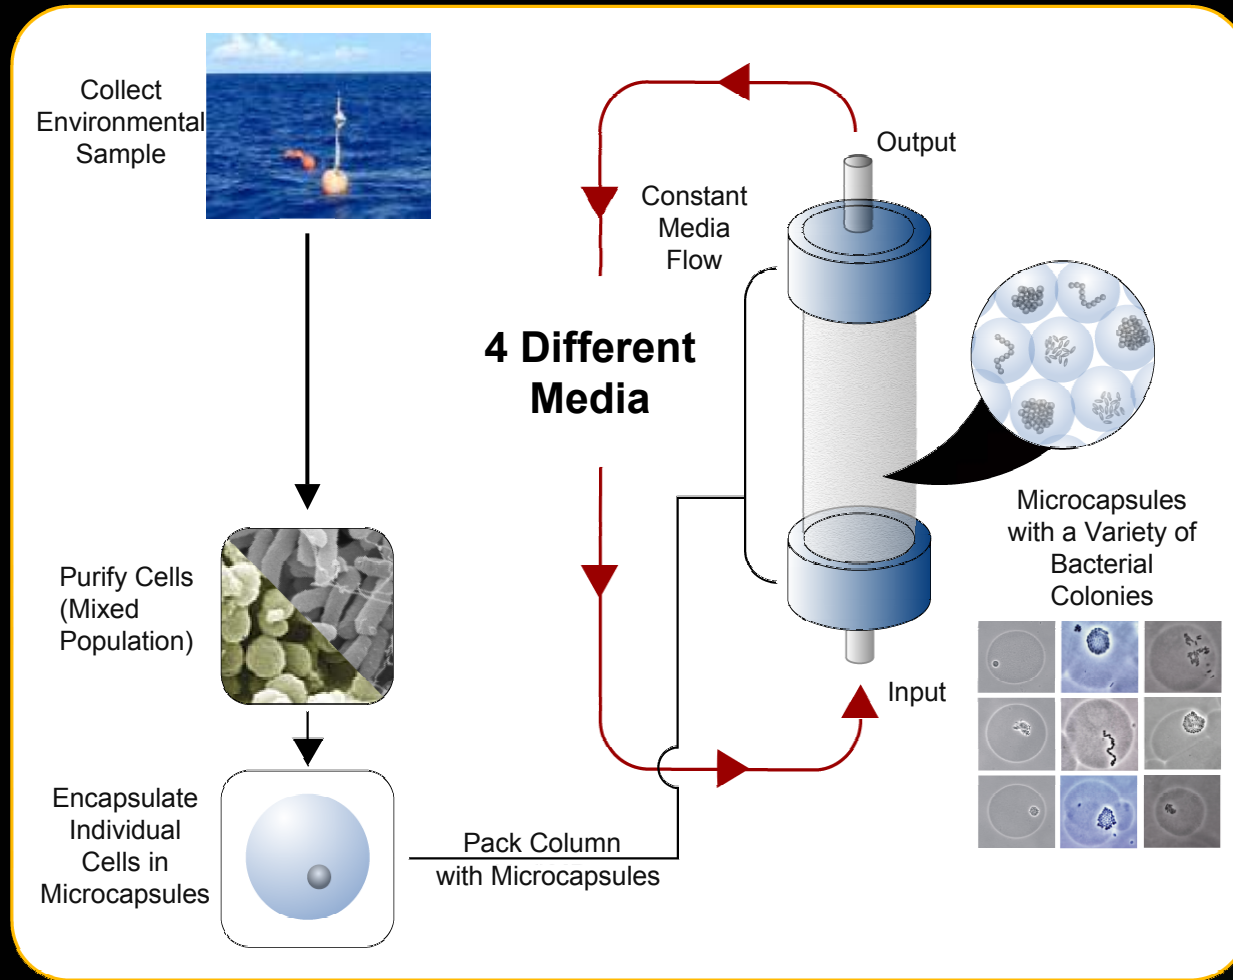 Collect
Environmental
Sample
Purify Cells
(Mixed
Population)
Encapsulate
Individual
Cells in
Microcapsules
Pack Column
with Microcapsules
4 Different
Media
Constant
Media
Flow
Output
Input
Microcapsules
with a Variety of
Bacterial
Colonies